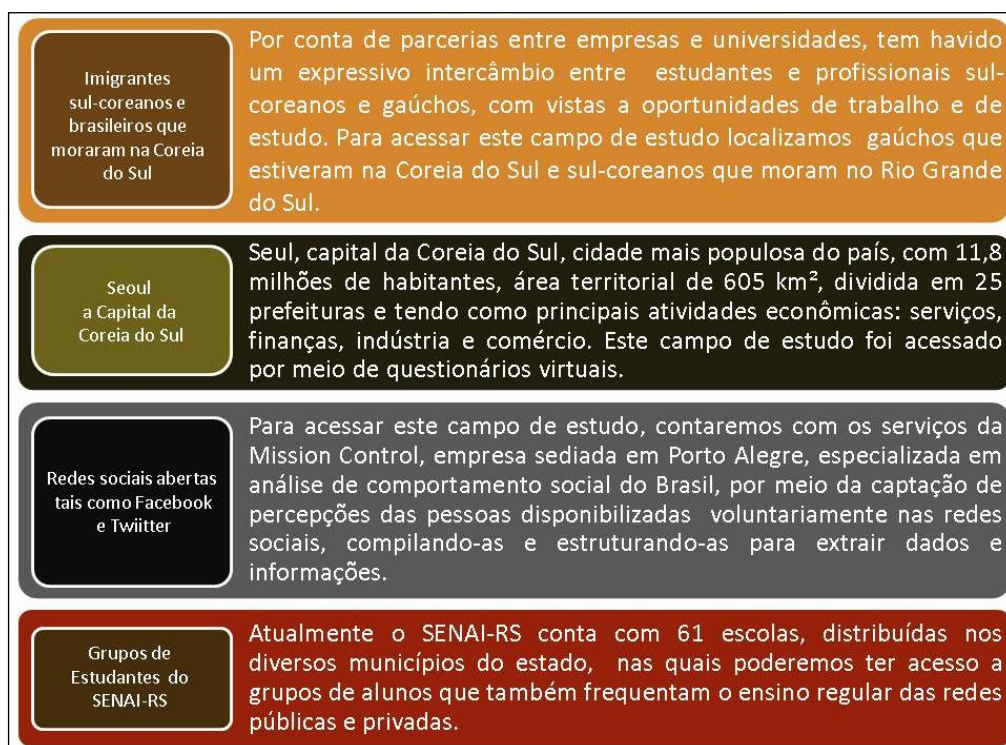 Imigrantes
sul-coreanos e
brasileiros que
moraram na Coreia
do Sul
Por conta de parcerias entre empresas e universidades, tem havido
um expressivo intercâmbio entre estudantes e profissionais sul-
coreanos e gaúchos, com vistas a oportunidades de trabalho e de
estudo. Para acessar este campo de estudo localizamos gaúchos que
estiveram na Coreia do Sul e sul-coreanos que moram no Rio Grande
do Sul.
Seoul
a Capital da
Coreia do Sul
Seul, capital da Coreia do Sul, cidade mais populosa do país, com 11,8
milhões de habitantes, área territorial de 605 km², dividida em 25
prefeituras e tendo como principais atividades econômicas: serviços,
finanças, indústria e comércio. Este campo de estudo foi acessado
por meio de questionários virtuais.
Redes sociais abertas
tais como Facebook
e Twiitter
Para acessar este campo de estudo, contaremos com os serviços da
Mission Control, empresa sediada em Porto Alegre, especializada em
análise de comportamento social do Brasil, por meio da captação de
percepções das pessoas disponibilizadas voluntariamente nas redes
sociais, compilando-as e estruturando-as para extrair dados e
informações.
Grupos de
Estudantes do
SENAI-RS
Atualmente o SENAI-RS conta com 61 escolas, distribuídas nos
diversos municípios do estado, nas quais poderemos ter acesso a
grupos de alunos que também frequentam o ensino regular das redes
públicas e privadas.